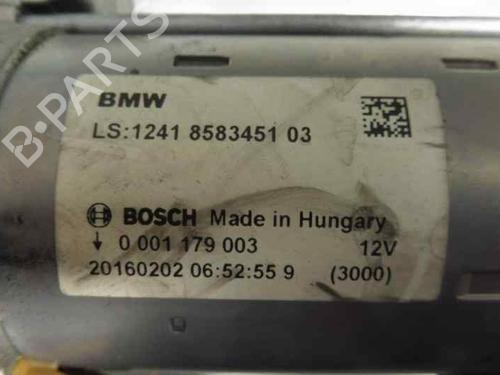 B-PARTS
BMW
LS:1241 8583451 03
BOSCH Made in Hungary
↓ 0 001 179 003 12V
20160202 06:52:55 9 (3000)